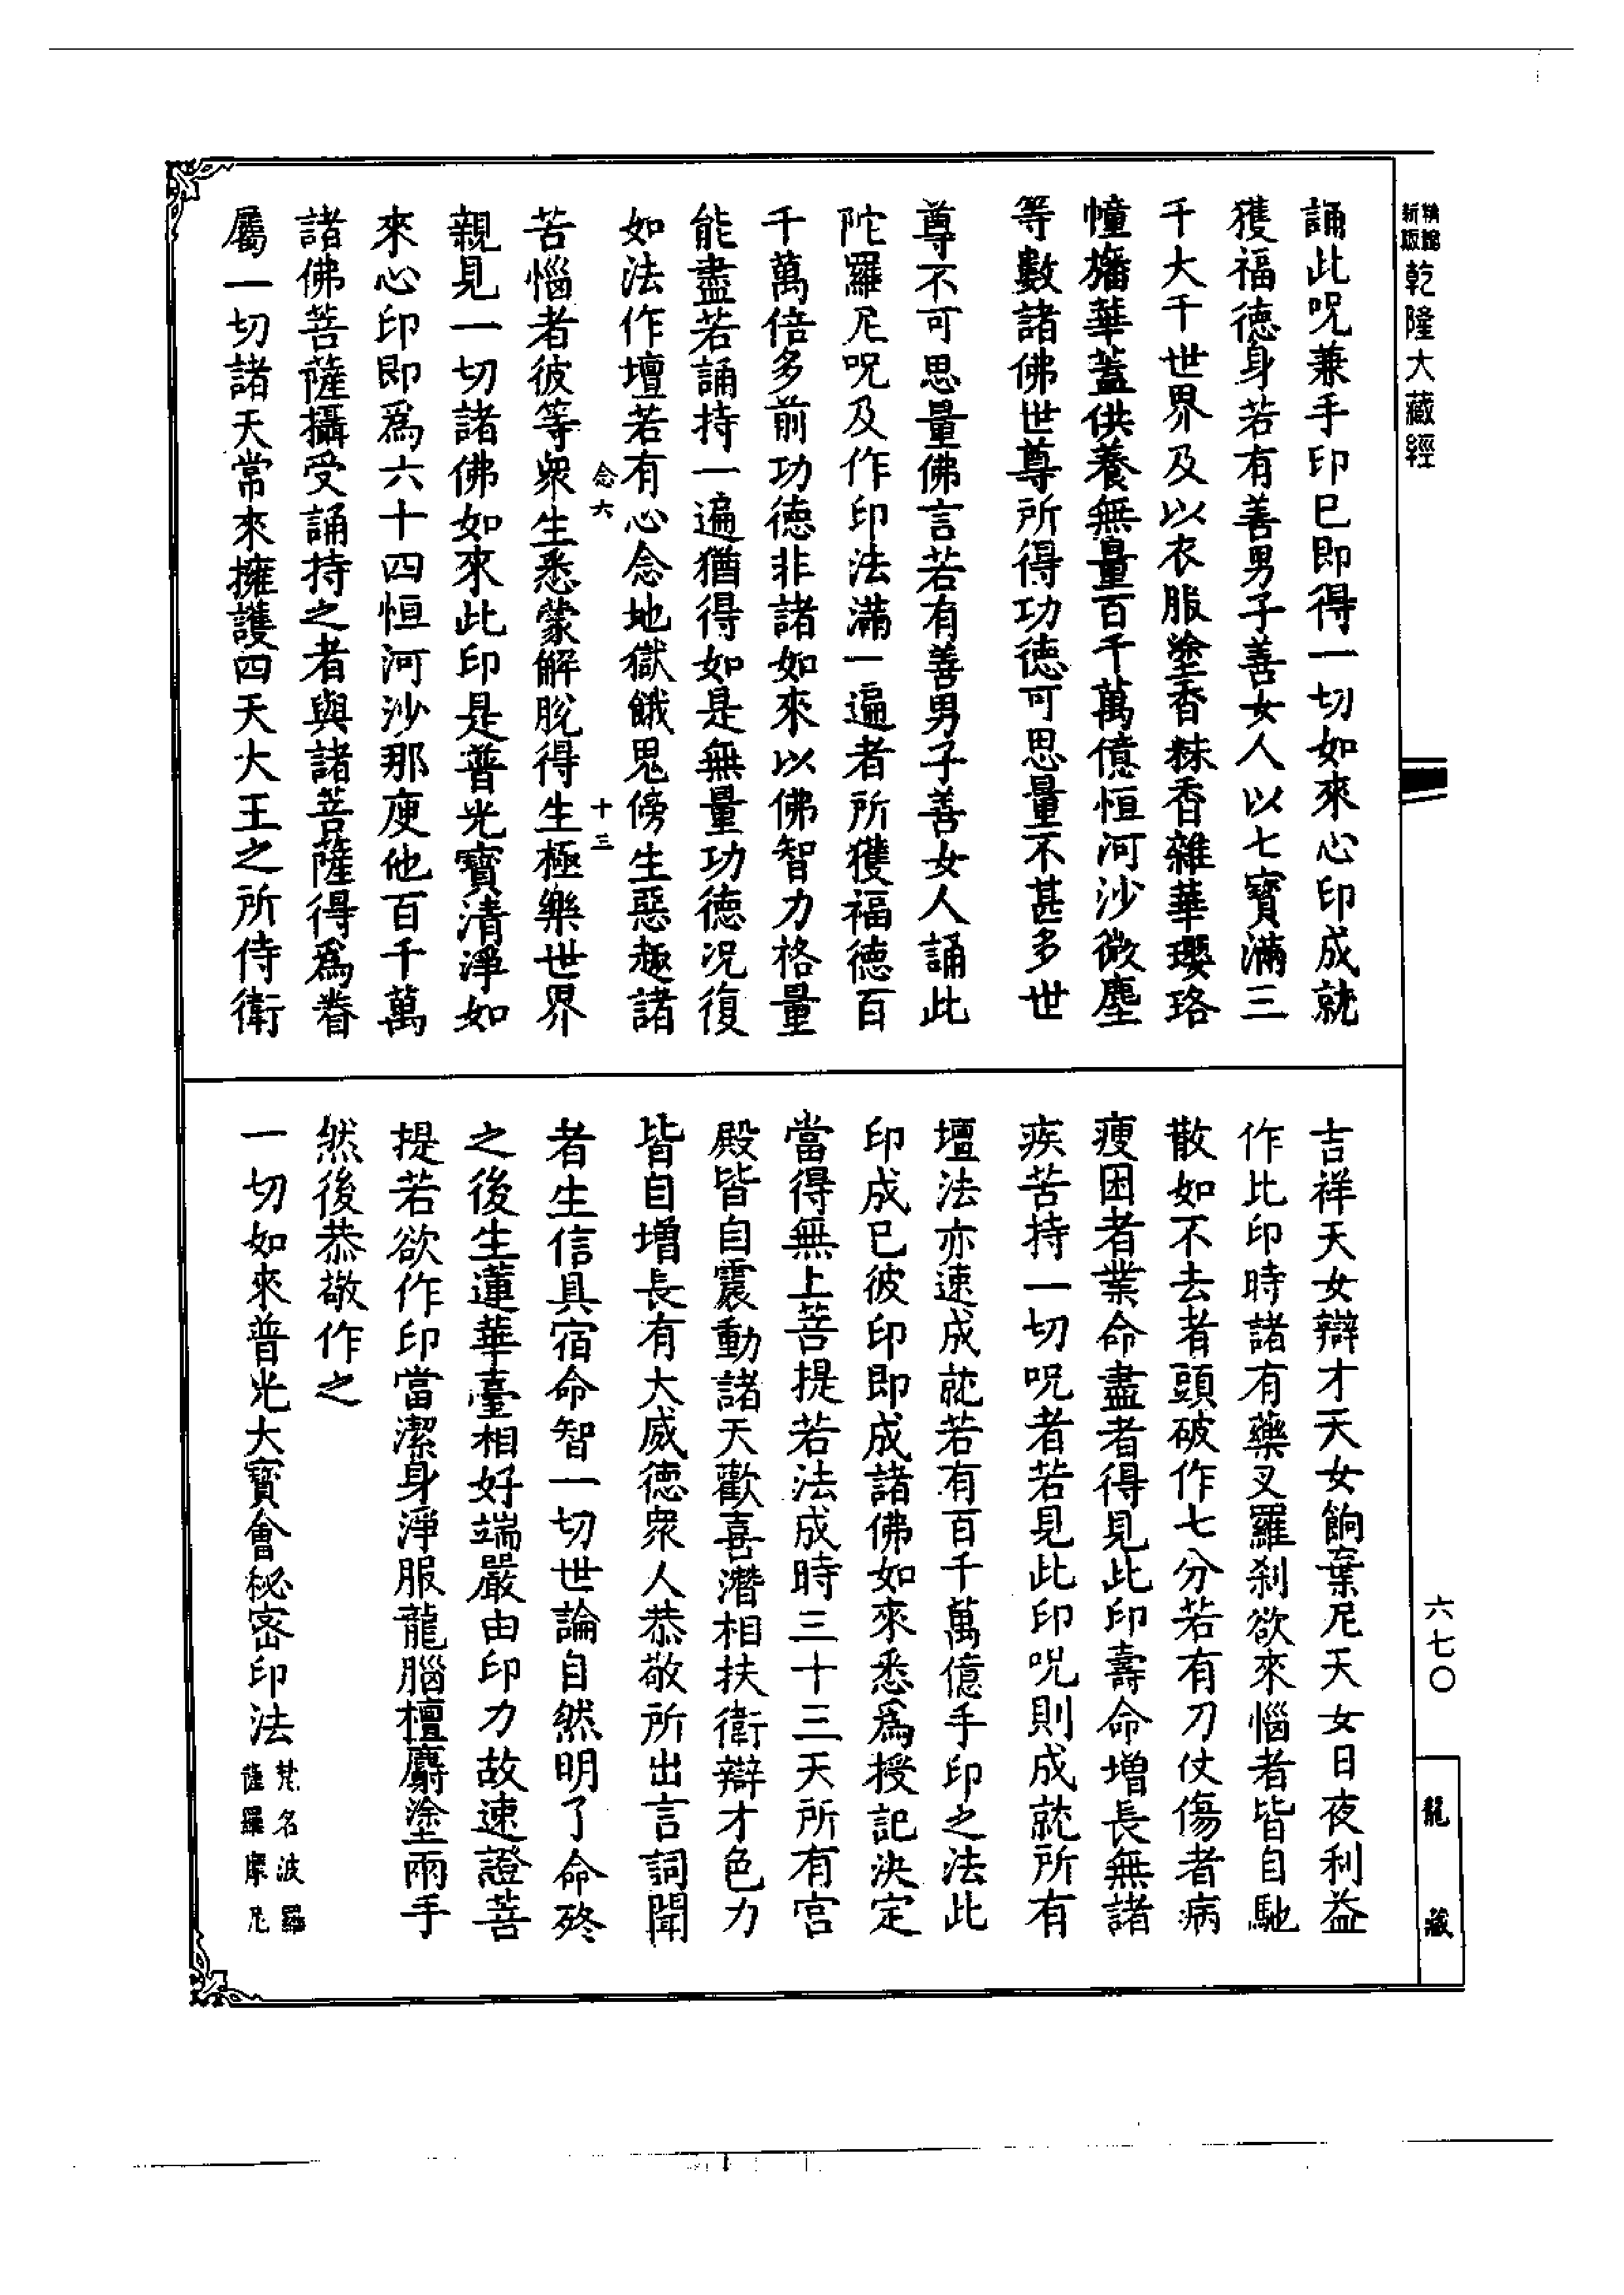 新版
乾隆大藏經
誦此呪兼手印已即得一切如來心印成就
獲福德身若有善男子善女人以七寶滿三
千大千世界及以衣服塗香粖香雜華瓔珞
幢旛華蓋供養無量百千萬億恒河沙微塵
等數諸佛世尊所得功德可思量不甚多世
尊不可思量佛言若有善男子善女人誦此
陀羅尼呪及作印法滿一遍者所獲福德百
千萬倍多前功德非諸如來以佛智力格量
能盡若誦持一遍猶得如是無量功德况復
如法作壇若有心念地獄餓鬼傍生惡趣諸
念六
十三
苦惱者彼等衆生悉蒙解脫得生極樂世界
親見一切諸佛如來此印是普光寶清淨如
來心印即爲六十四恒河沙那庾他百千萬
諸佛菩薩攝受誦持之者與諸菩薩得爲眷
屬一切諸天常來擁護四天大王之所侍衛
吉祥天女辯才天女餉棄尼天女日夜利益
作比印時諸有藥叉羅刹欲來惱者皆自馳
散如不去者頭破作七分若有刀仗傷者病
瘦困者業命盡者得見此印壽命增長無諸
疾苦持一切呪者若見此印呪則成就所有
壇法亦速成就若有百千萬億手印之法此
印成已彼印即成諸佛如來悉爲授記決定
當得無上菩提若法成時三十三天所有宮
殿皆自震動諸天歡喜潛相扶衛辯才色力
皆自增長有大威德衆人恭敬所出言詞聞
者生信具宿命智一切世論自然明了命終
之後生蓮華臺相好端嚴由印力故速證菩
提若欲作印當潔身淨服龍腦檀麝塗兩手
然後恭敬作之
一切如來普光大寶會秘密印法
梵名波羅
薩羅摩尼
六七〇
龍藏